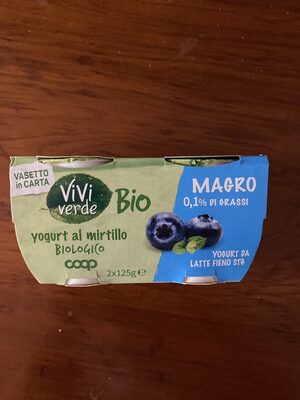 VASETTO
in CARTA
ViVi
verde
Bio
yogurt al mirtillo
BIOLOGICO
coop
2x125g e
MAGRO
0,1% DI GRASSI
YOGURT DA
LATTE FIENO STG